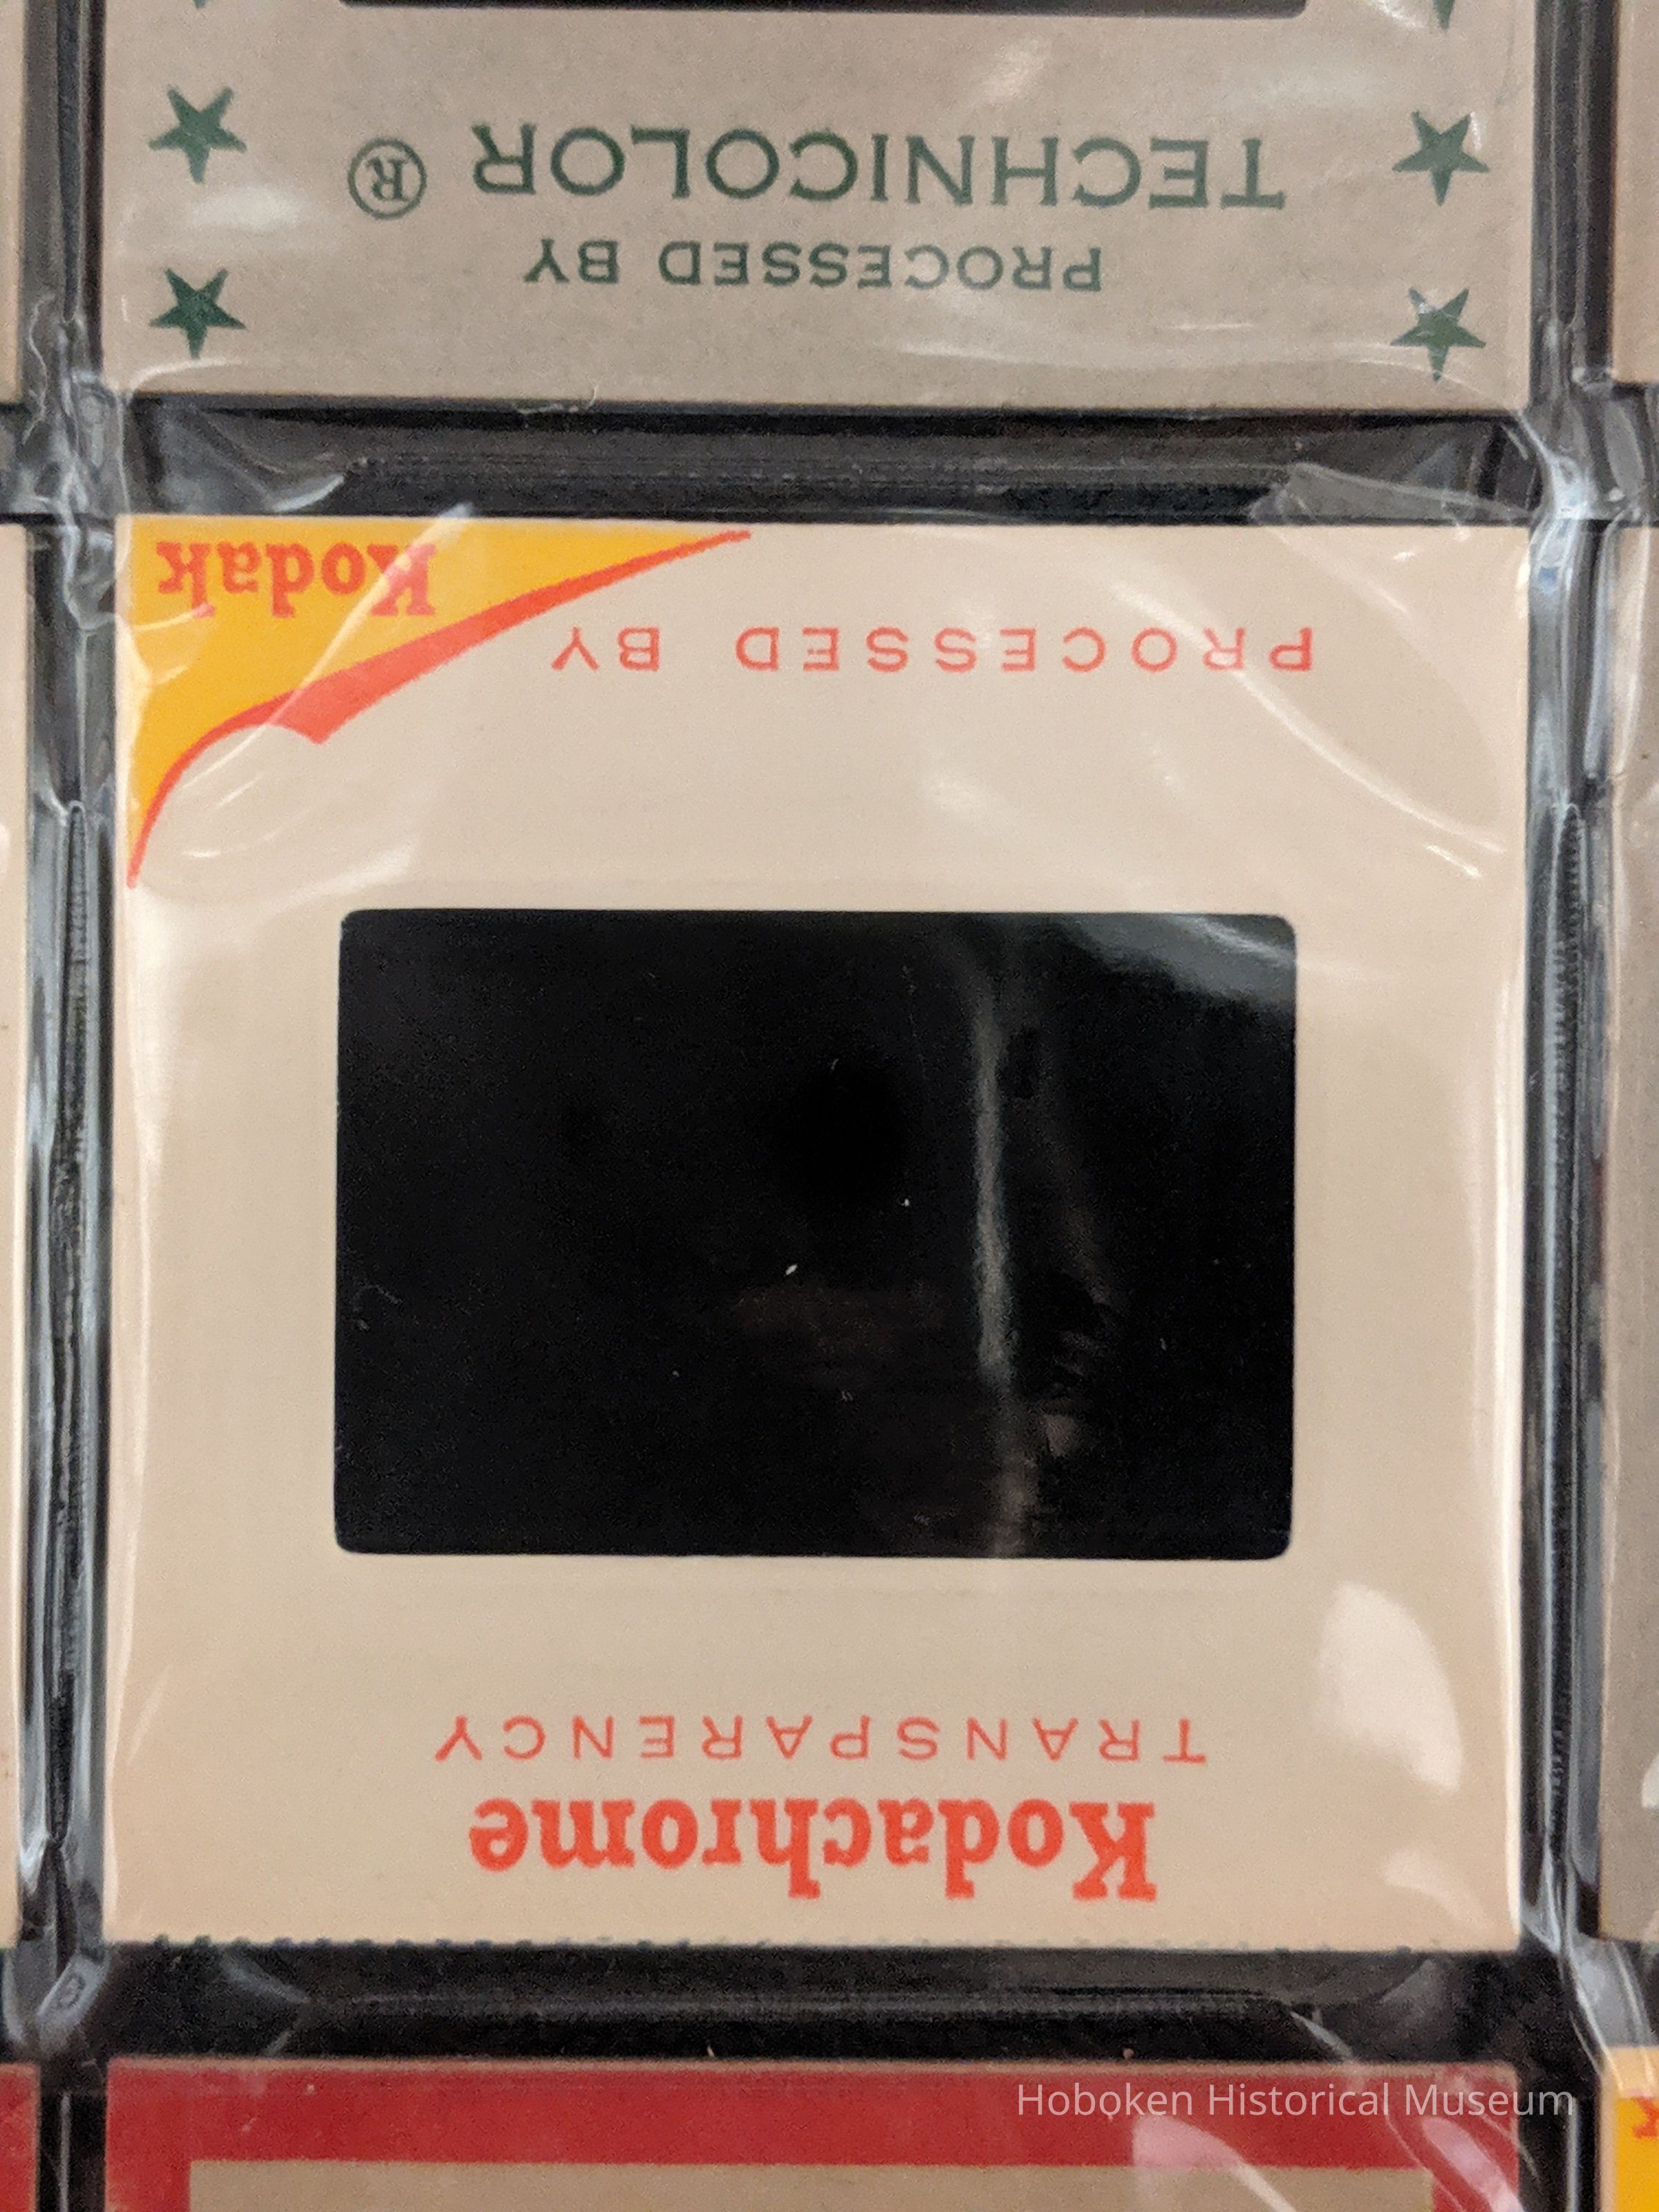 PROCESSED BY
TECHNICOLOR ®
Kodachrome
TRANSPARENCY
PROCESSED BY
Kodak
Hoboken Historical Museum